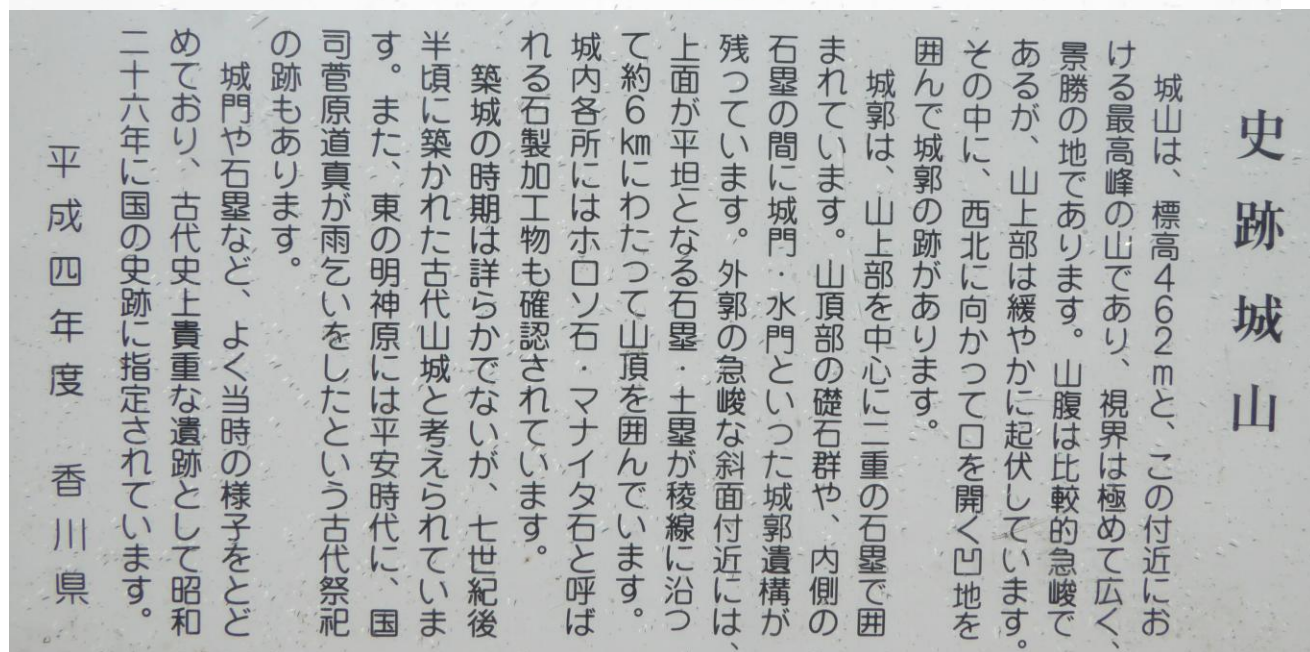 史跡城山
城山は、標高462mと、この付近にお
ける最高峰の山であり、視界は極めて広く、
景勝の地であります。山腹は比較的急峻で
あるが、山上部は緩やかに起伏しています。
その中に、西北に向かって口を開く凹地を
囲んで城郭の跡があります。
城郭は、山上部を中心に二重の石塁で囲
まれています。山頂部の礎石群や、内側の
石塁の間に城門・水門といった城郭遺構が
残っています。外郭の急峻な斜面付近には、
上面が平坦となる石塁・土塁が稜線に沿っ
て約6kmにわたって山頂を囲んでいます。
城内各所にはホロソ石・マナイタ石と呼ば
れる石製加工物も確認されています。
築城の時期は詳らかでないが、七世紀後
半頃に築かれた古代山城と考えられていま
す。また、東の明神原には平安時代に、国
司菅原道真が雨乞いをしたという古代祭祀
の跡もあります。
城門や石塁など、よく当時の様子をとど
めており、古代史上貴重な遺跡として昭和
二十六年に国の史跡に指定されています。
平成四年度 香川県